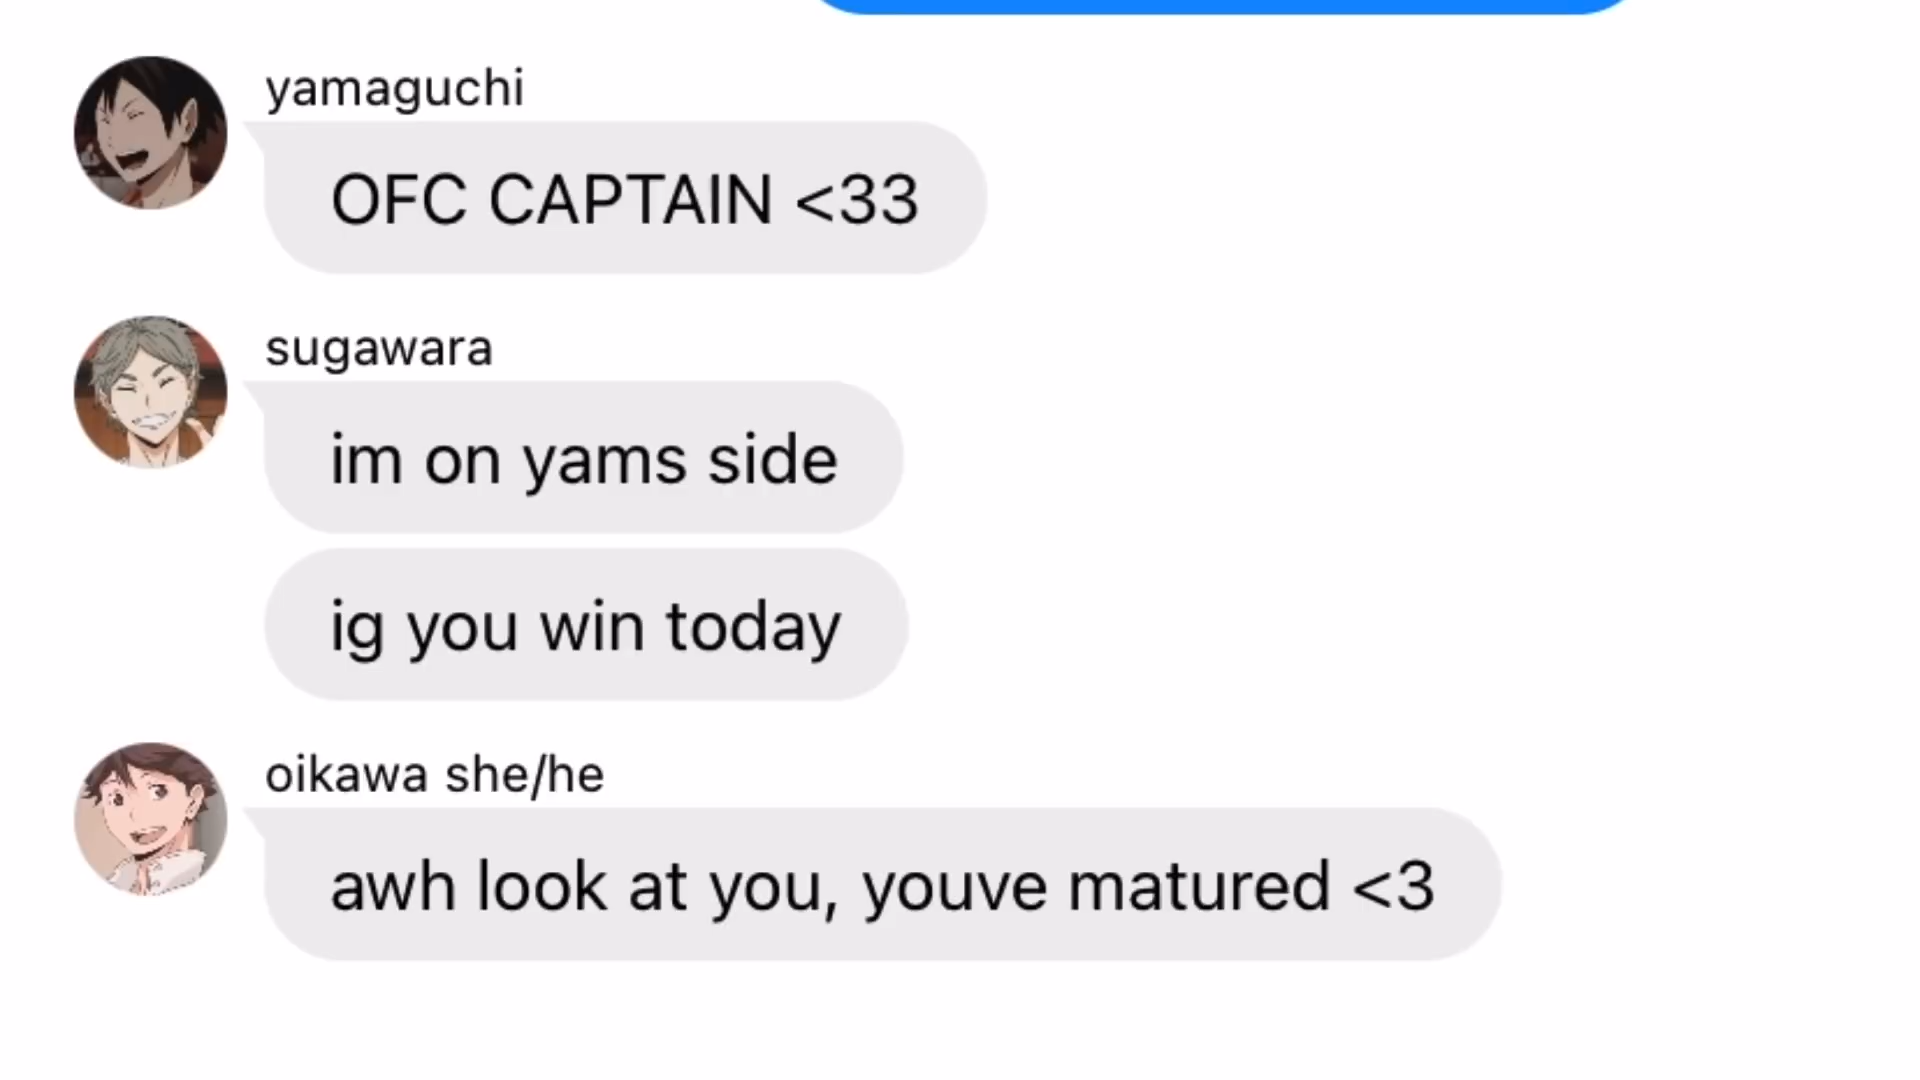 yamaguchi
OFC CAPTAIN <33
sugawara
im on yams side
ig you win today
oikawa she/he
awh look at you, youve matured <3